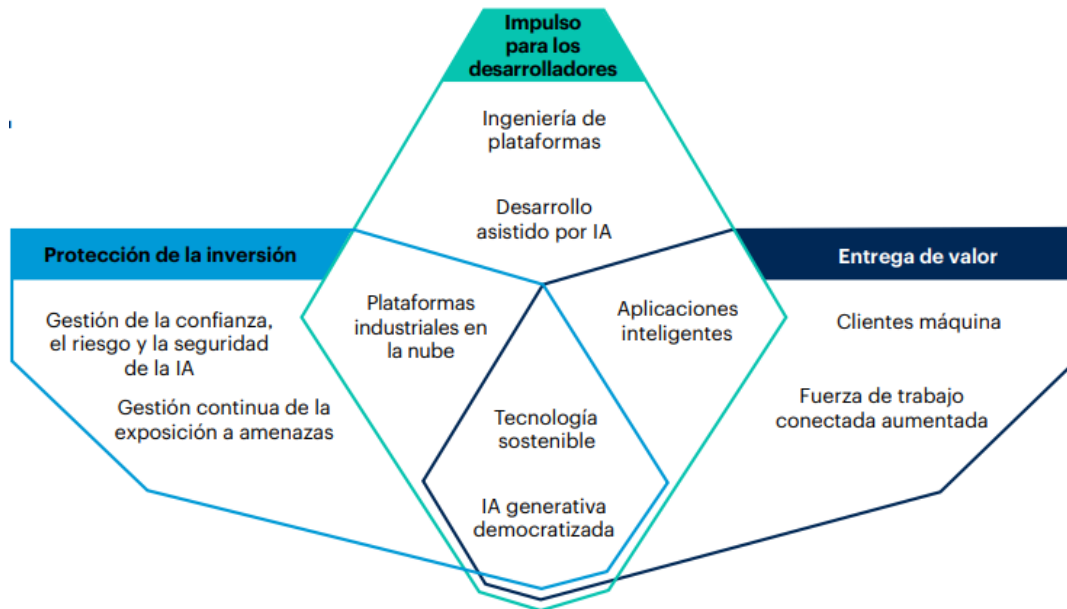 Impulso
para los
desarrolladores
Ingeniería de
plataformas
Desarrollo
asistido por IA
Protección de la inversión
Gestión de la confianza,
el riesgo y la seguridad
de la IA
Gestión continua de la
exposición a amenazas
Plataformas
industriales en
la nube
Aplicaciones
inteligentes
Entrega de valor
Clientes máquina
Fuerza de trabajo
conectada aumentada
Tecnología
sostenible
IA generativa
democratizada